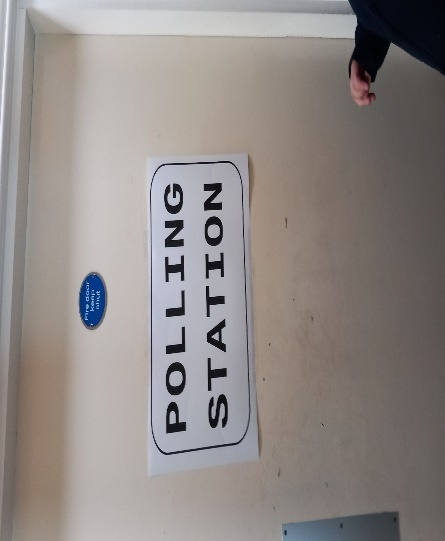 Fire door
keep
shut
POLLING
STATION